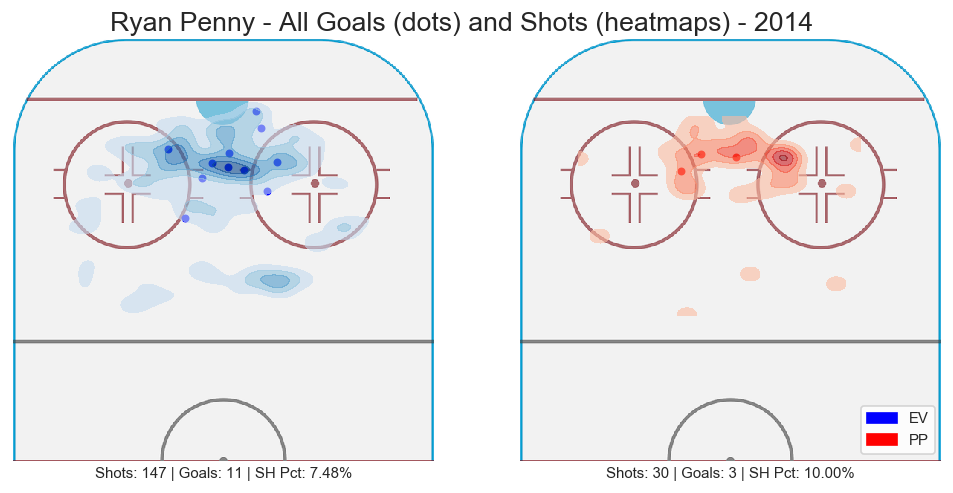 Ryan Penny - All Goals (dots) and Shots (heatmaps) - 2014
EV
PP
Shots: 147 | Goals: 11 | SH Pct: 7.48%
Shots: 30 | Goals: 3 | SH Pct: 10.00%